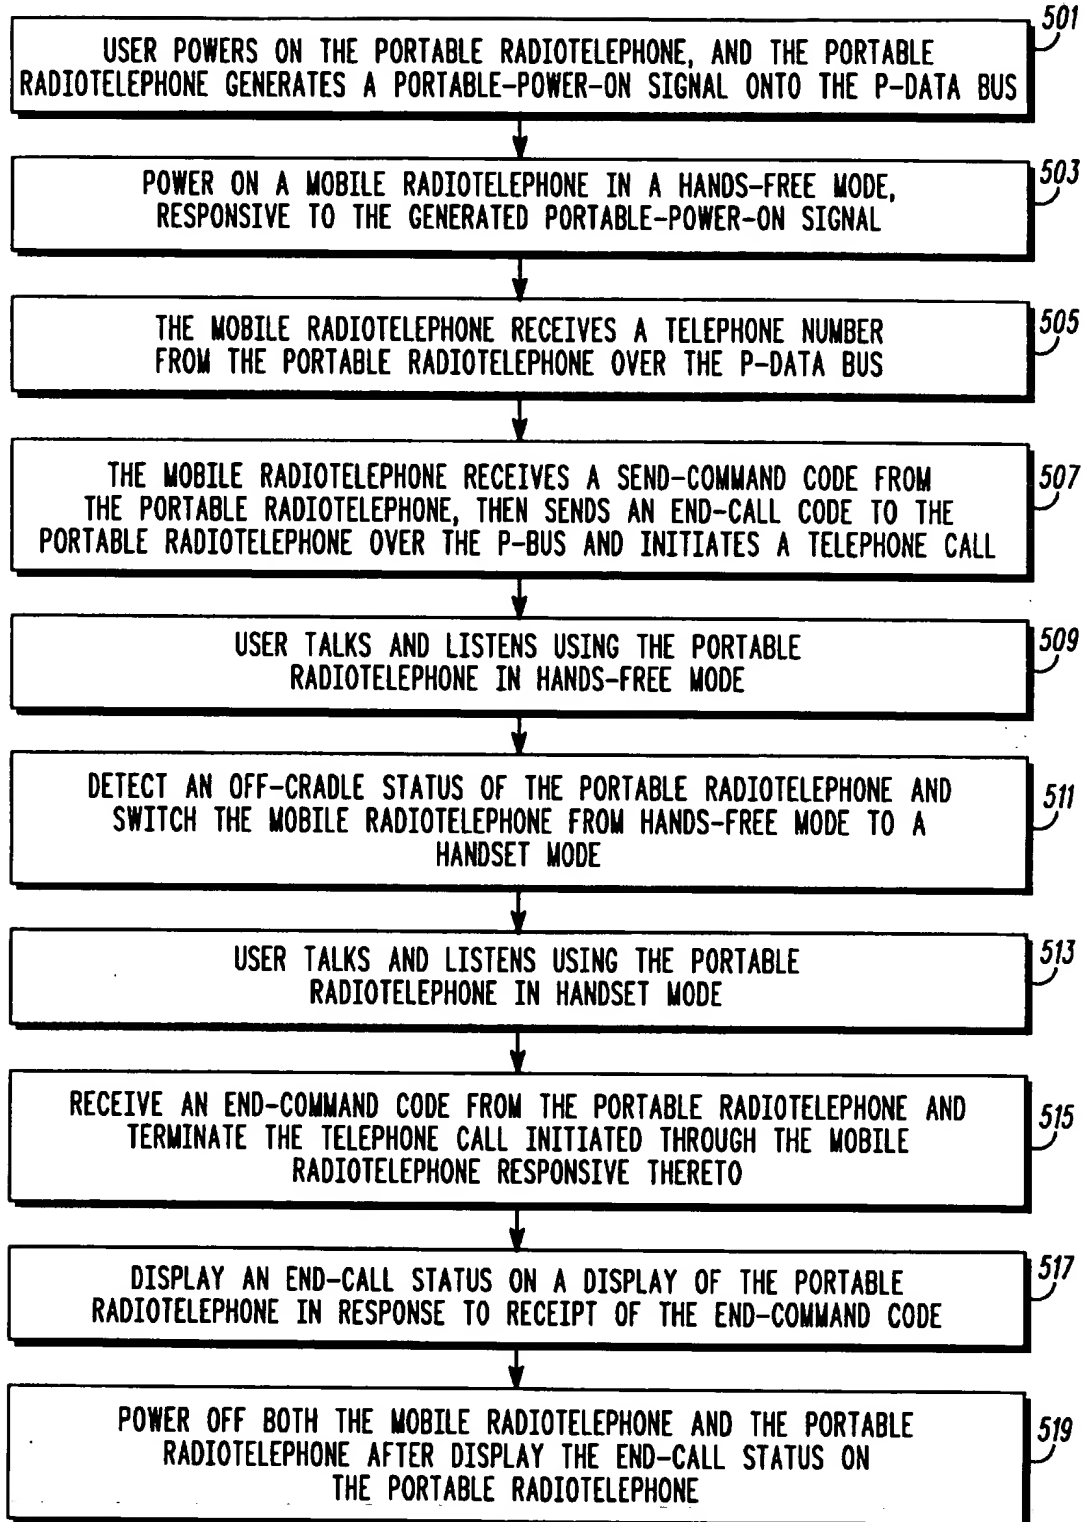 501
USER POWERS ON THE PORTABLE RADIOTELEPHONE, AND THE PORTABLE
RADIOTELEPHONE GENERATES A PORTABLE-POWER-ON SIGNAL ONTO THE P-DATA BUS
503
POWER ON A MOBILE RADIOTELEPHONE IN A HANDS-FREE MODE,
RESPONSIVE TO THE GENERATED PORTABLE-POWER-ON SIGNAL
505
THE MOBILE RADIOTELEPHONE RECEIVES A TELEPHONE NUMBER
FROM THE PORTABLE RADIOTELEPHONE OVER THE P-DATA BUS
507
THE MOBILE RADIOTELEPHONE RECEIVES A SEND-COMMAND CODE FROM
THE PORTABLE RADIOTELEPHONE, THEN SENDS AN END-CALL CODE TO THE
PORTABLE RADIOTELEPHONE OVER THE P-BUS AND INITIATES A TELEPHONE CALL
509
USER TALKS AND LISTENS USING THE PORTABLE
RADIOTELEPHONE IN HANDS-FREE MODE
511
DETECT AN OFF-CRADLE STATUS OF THE PORTABLE RADIOTELEPHONE AND
SWITCH THE MOBILE RADIOTELEPHONE FROM HANDS-FREE MODE TO A
HANDSET MODE
513
USER TALKS AND LISTENS USING THE PORTABLE
RADIOTELEPHONE IN HANDSET MODE
515
RECEIVE AN END-COMMAND CODE FROM THE PORTABLE RADIOTELEPHONE AND
TERMINATE THE TELEPHONE CALL INITIATED THROUGH THE MOBILE
RADIOTELEPHONE RESPONSIVE THERETO
517
DISPLAY AN END-CALL STATUS ON A DISPLAY OF THE PORTABLE
RADIOTELEPHONE IN RESPONSE TO RECEIPT OF THE END-COMMAND CODE
519
POWER OFF BOTH THE MOBILE RADIOTELEPHONE AND THE PORTABLE
RADIOTELEPHONE AFTER DISPLAY THE END-CALL STATUS ON
THE PORTABLE RADIOTELEPHONE